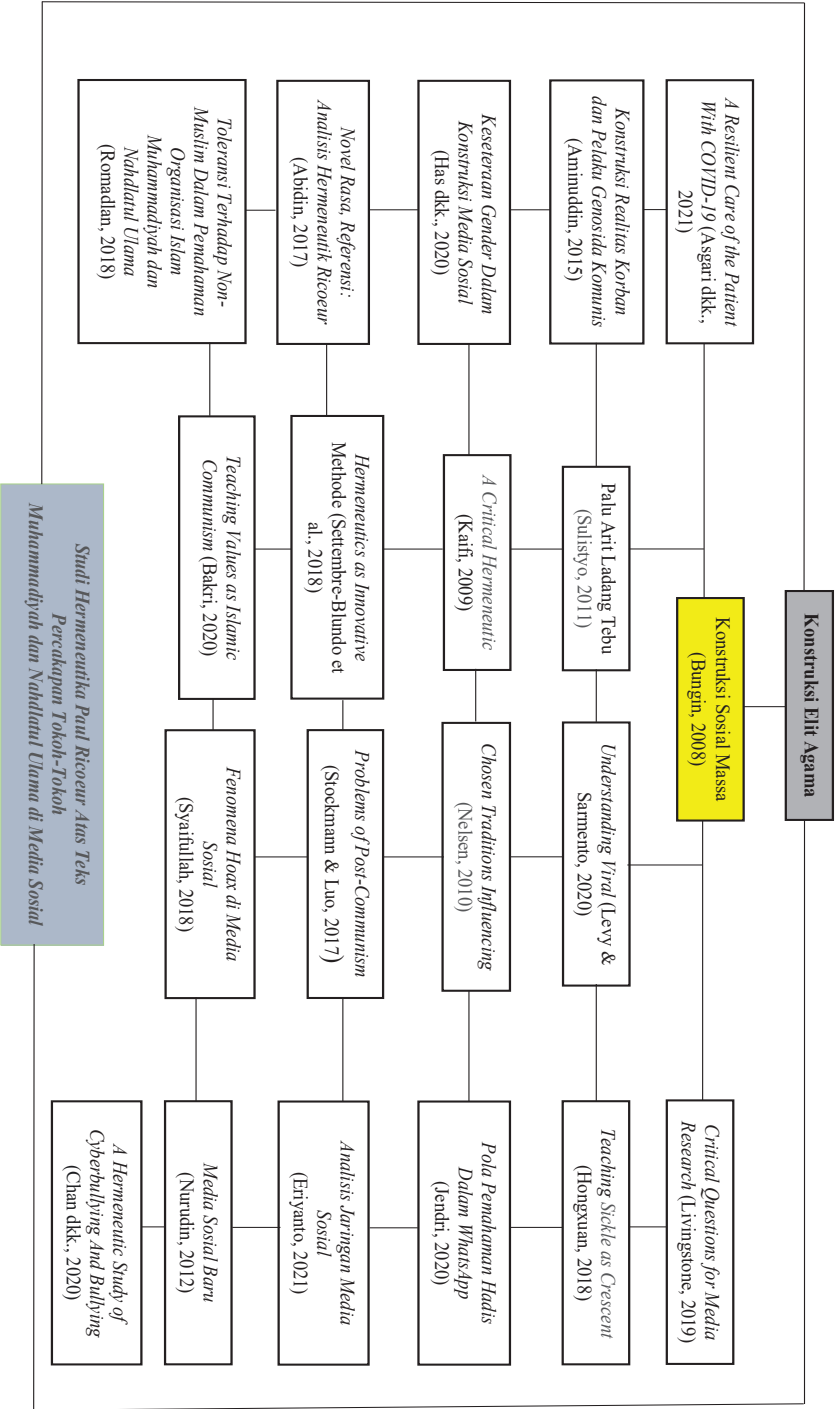 Konstruksi Elit Agama
Konstruksi Sosial Massa
(Bungin, 2008)
A Resilient Care of the Patient
With COVID-19 (Asgari dkk.,
2021)
Critical Questions for Media
Research (Livingstone, 2019)
Konstruksi Realitas Korban
dan Pelaku Genosida Komunis
(Aminuddin, 2015)
Palu Arit Ladang Tebu
(Sulistyo, 2011)
Understanding Viral (Levy &
Sarmento, 2020)
Teaching Sickle as Crescent
(Hongxuan, 2018)
Keseteraan Gender Dalam
Konstruksi Media Sosial
(Has dkk., 2020)
A Critical Hermeneutic
(Kaifi, 2009)
Chosen Traditions Influencing
(Nelsen, 2010)
Pola Pemahaman Hadis
Dalam WhatsApp
(Jendri, 2020)
Novel Rasa, Referensi:
Analisis Hermeneutik Ricoeur
(Abidin, 2017)
Hermeneutics as Innovative
Methode (Settembre-Blundo et
al., 2018)
Problems of Post-Communism
(Stockmann & Luo, 2017)
Analisis Jaringan Media
Sosial
(Eriyanto, 2021)
Toleransi Terhadap Non-
Muslim Dalam Pemahaman
Organisasi Islam
Muhammadiyah dan
Nahdlatul Ulama
(Romadlan, 2018)
Teaching Values as Islamic
Communism (Bakri, 2020)
Fenomena Hoax di Media
Sosial
(Syaifullah, 2018)
Media Sosial Baru
(Nurudin, 2012)
A Hermeneutic Study of
Cyberbullying And Bullying
(Chan dkk., 2020)
Studi Hermeneutika Paul Ricoeur Atas Teks
Percakapan Tokoh-Tokoh
Muhammadiyah dan Nahdlatul Ulama di Media Sosial